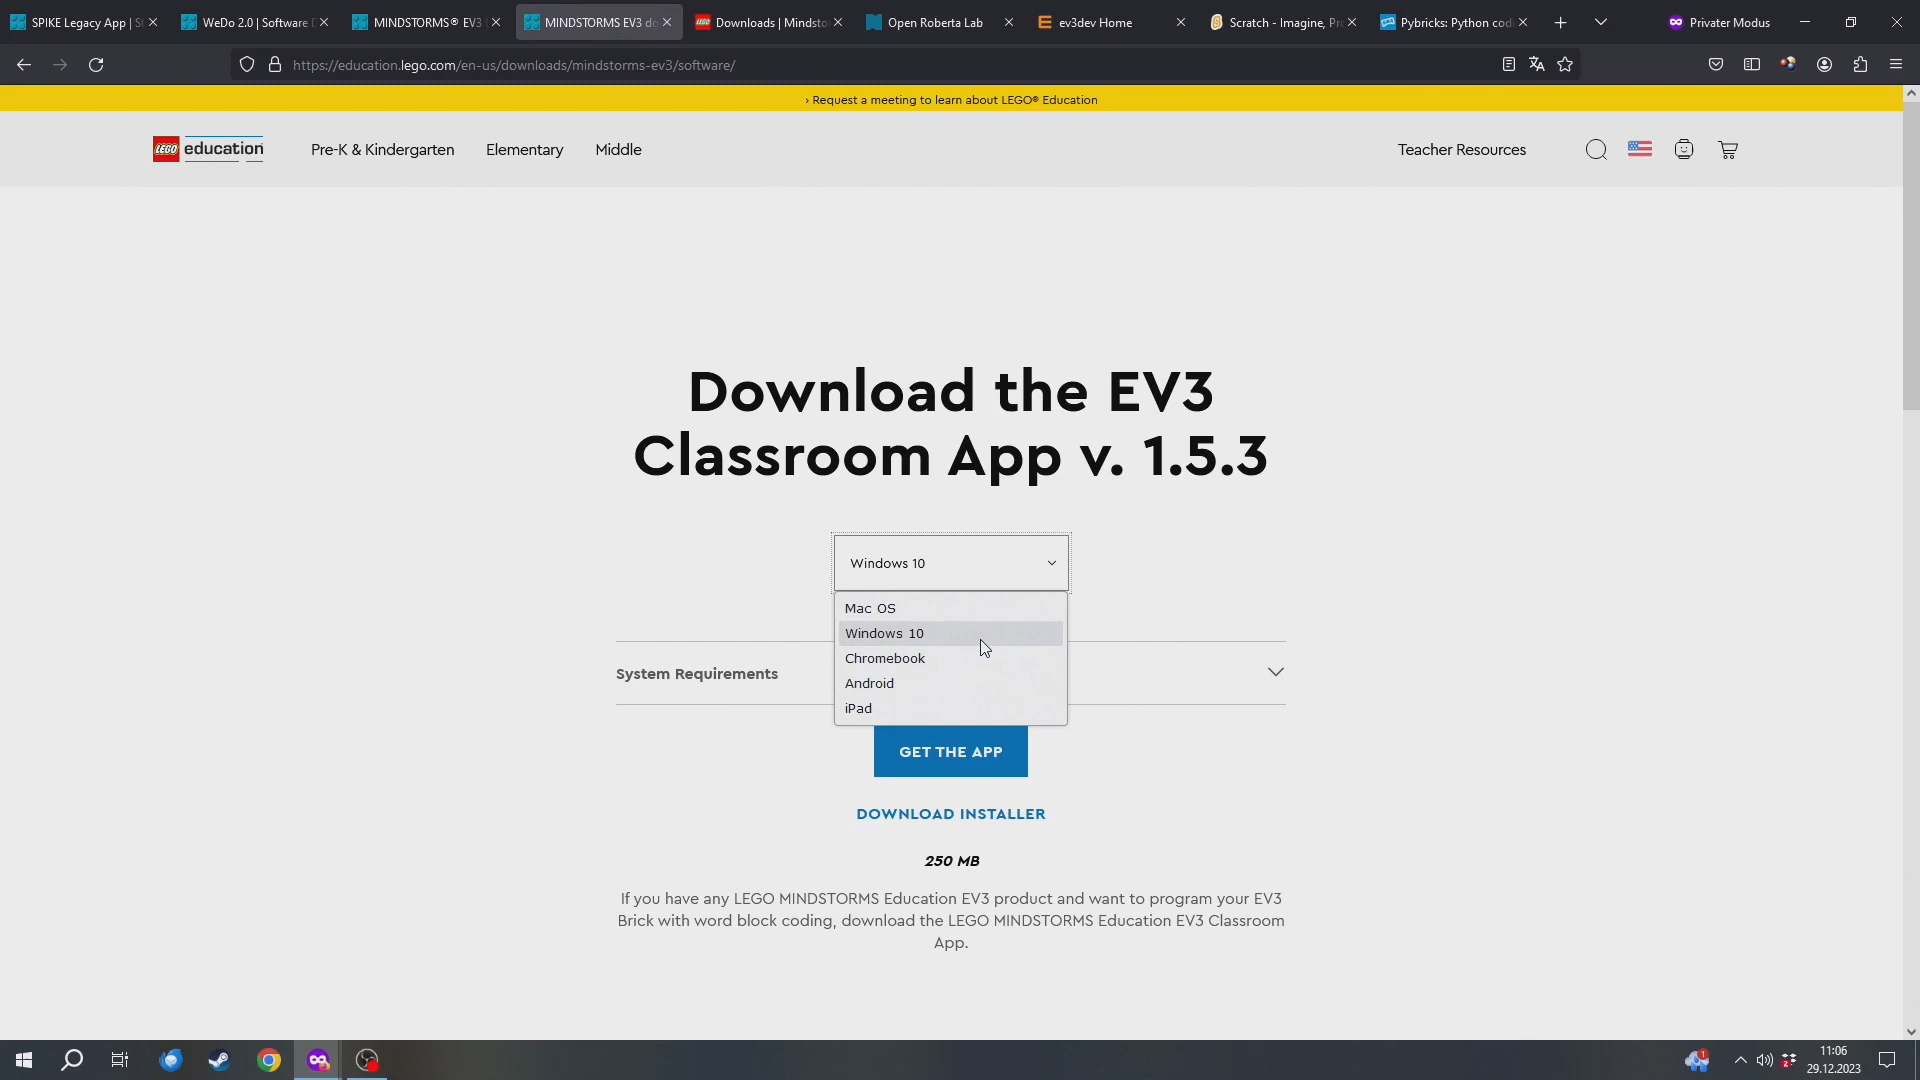 SPIKE Legacy App | S
WeDo 2.0 | Software D
MINDSTORMS® EV3
MINDSTORMS EV3 do
Downloads | Mindsto
Open Roberta Lab
ev3dev Home
Scratch - Imagine, Pr
Pybricks: Python codi
Privater Modus
https://education.lego.com/en-us/downloads/mindstorms-ev3/software/
› Request a meeting to learn about LEGO® Education
LEGO education
Pre-K & Kindergarten
Elementary
Middle
Teacher Resources
Download the EV3
Classroom App v. 1.5.3
Windows 10
Mac OS
Windows 10
Chromebook
Android
iPad
System Requirements
GET THE APP
DOWNLOAD INSTALLER
250 MB
If you have any LEGO MINDSTORMS Education EV3 product and want to program your EV3
Brick with word block coding, download the LEGO MINDSTORMS Education EV3 Classroom
App.
1
2
11:06
29.12.2023